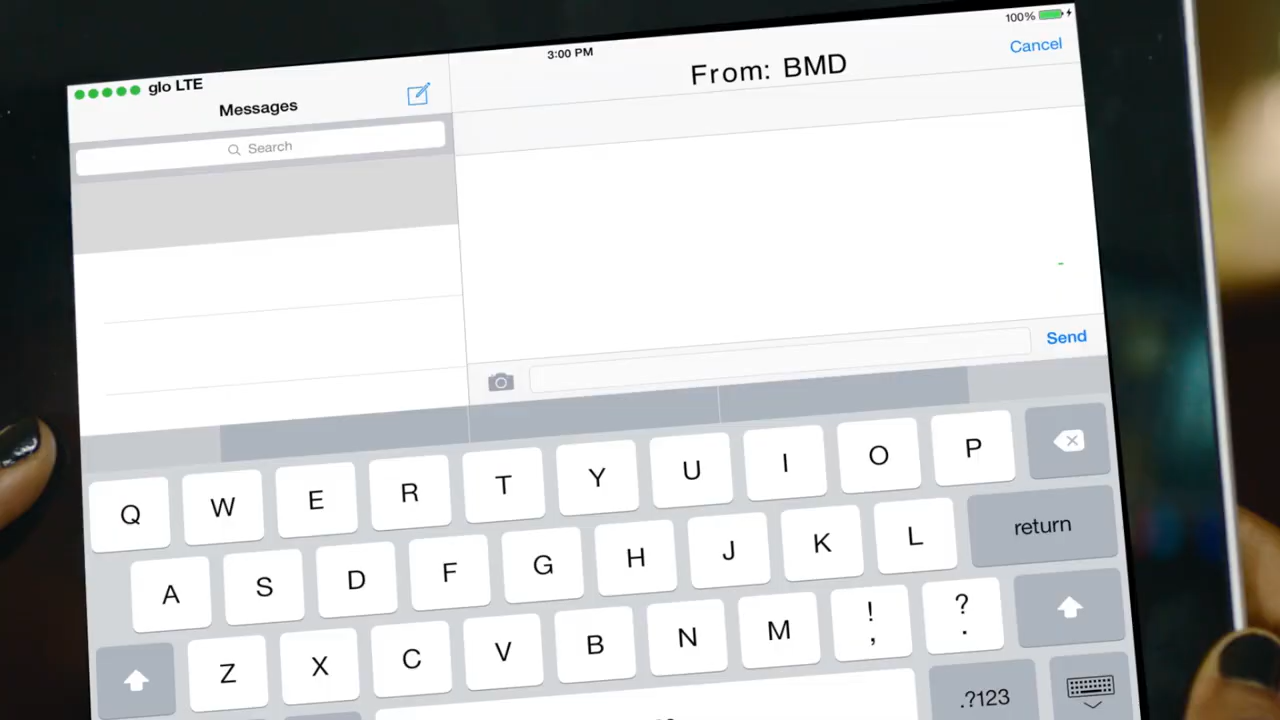 glo LTE
3:00 PM
100%
Messages
From: BMD
Cancel
Search
Send
Q W E R T Y U I O P
A S D F G H J K L
return
Z X C V B N M ! , ? .
.?123